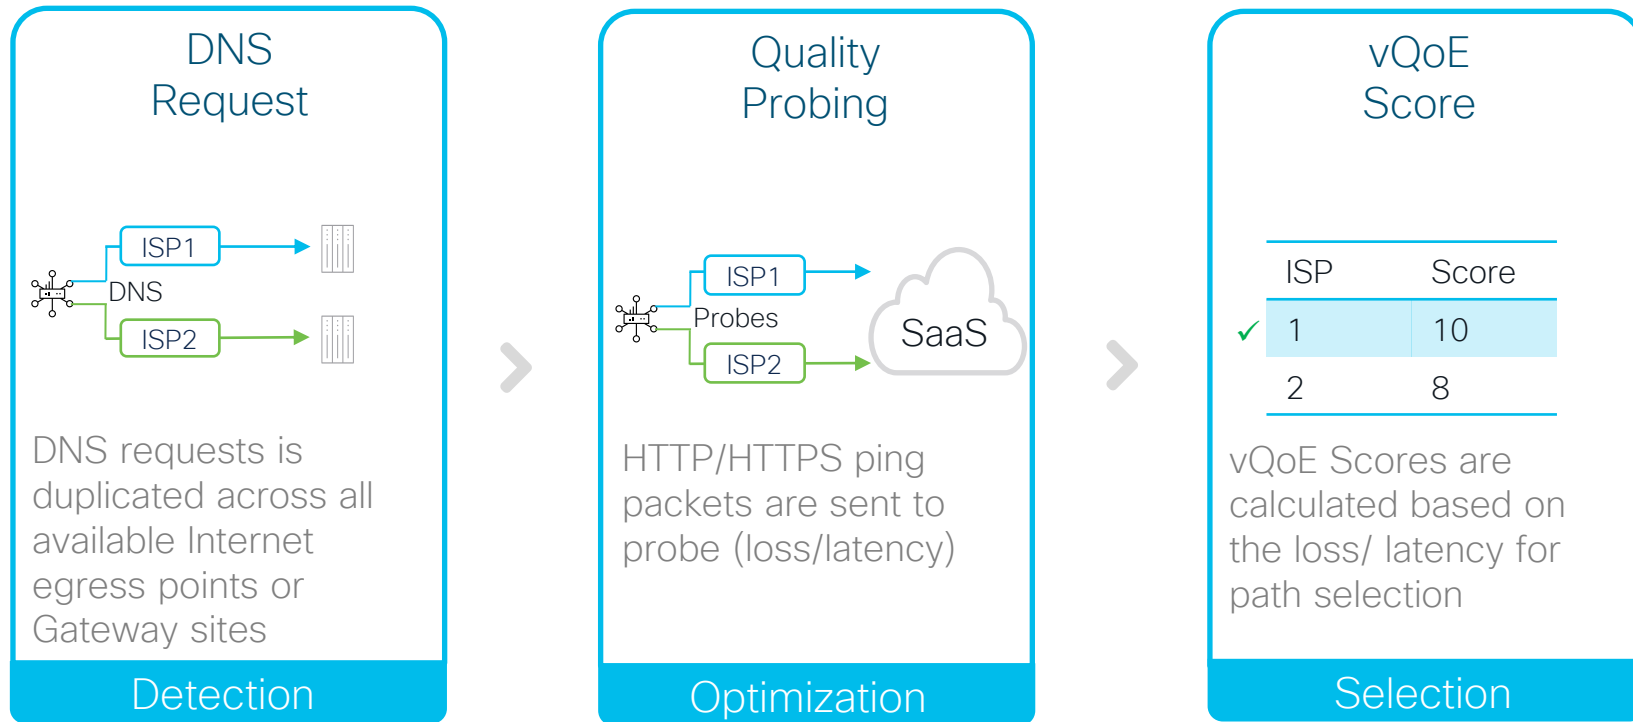 DNS
Request
ISP1
DNS
ISP2
DNS requests is
duplicated across all
available Internet
egress points or
Gateway sites
Detection
Quality
Probing
ISP1
Probes
ISP2
SaaS
HTTP/HTTPS ping
packets are sent to
probe (loss/latency)
Optimization
vQoE
Score
ISP Score
1 10
2 8
vQoE Scores are
calculated based on
the loss/ latency for
path selection
Selection